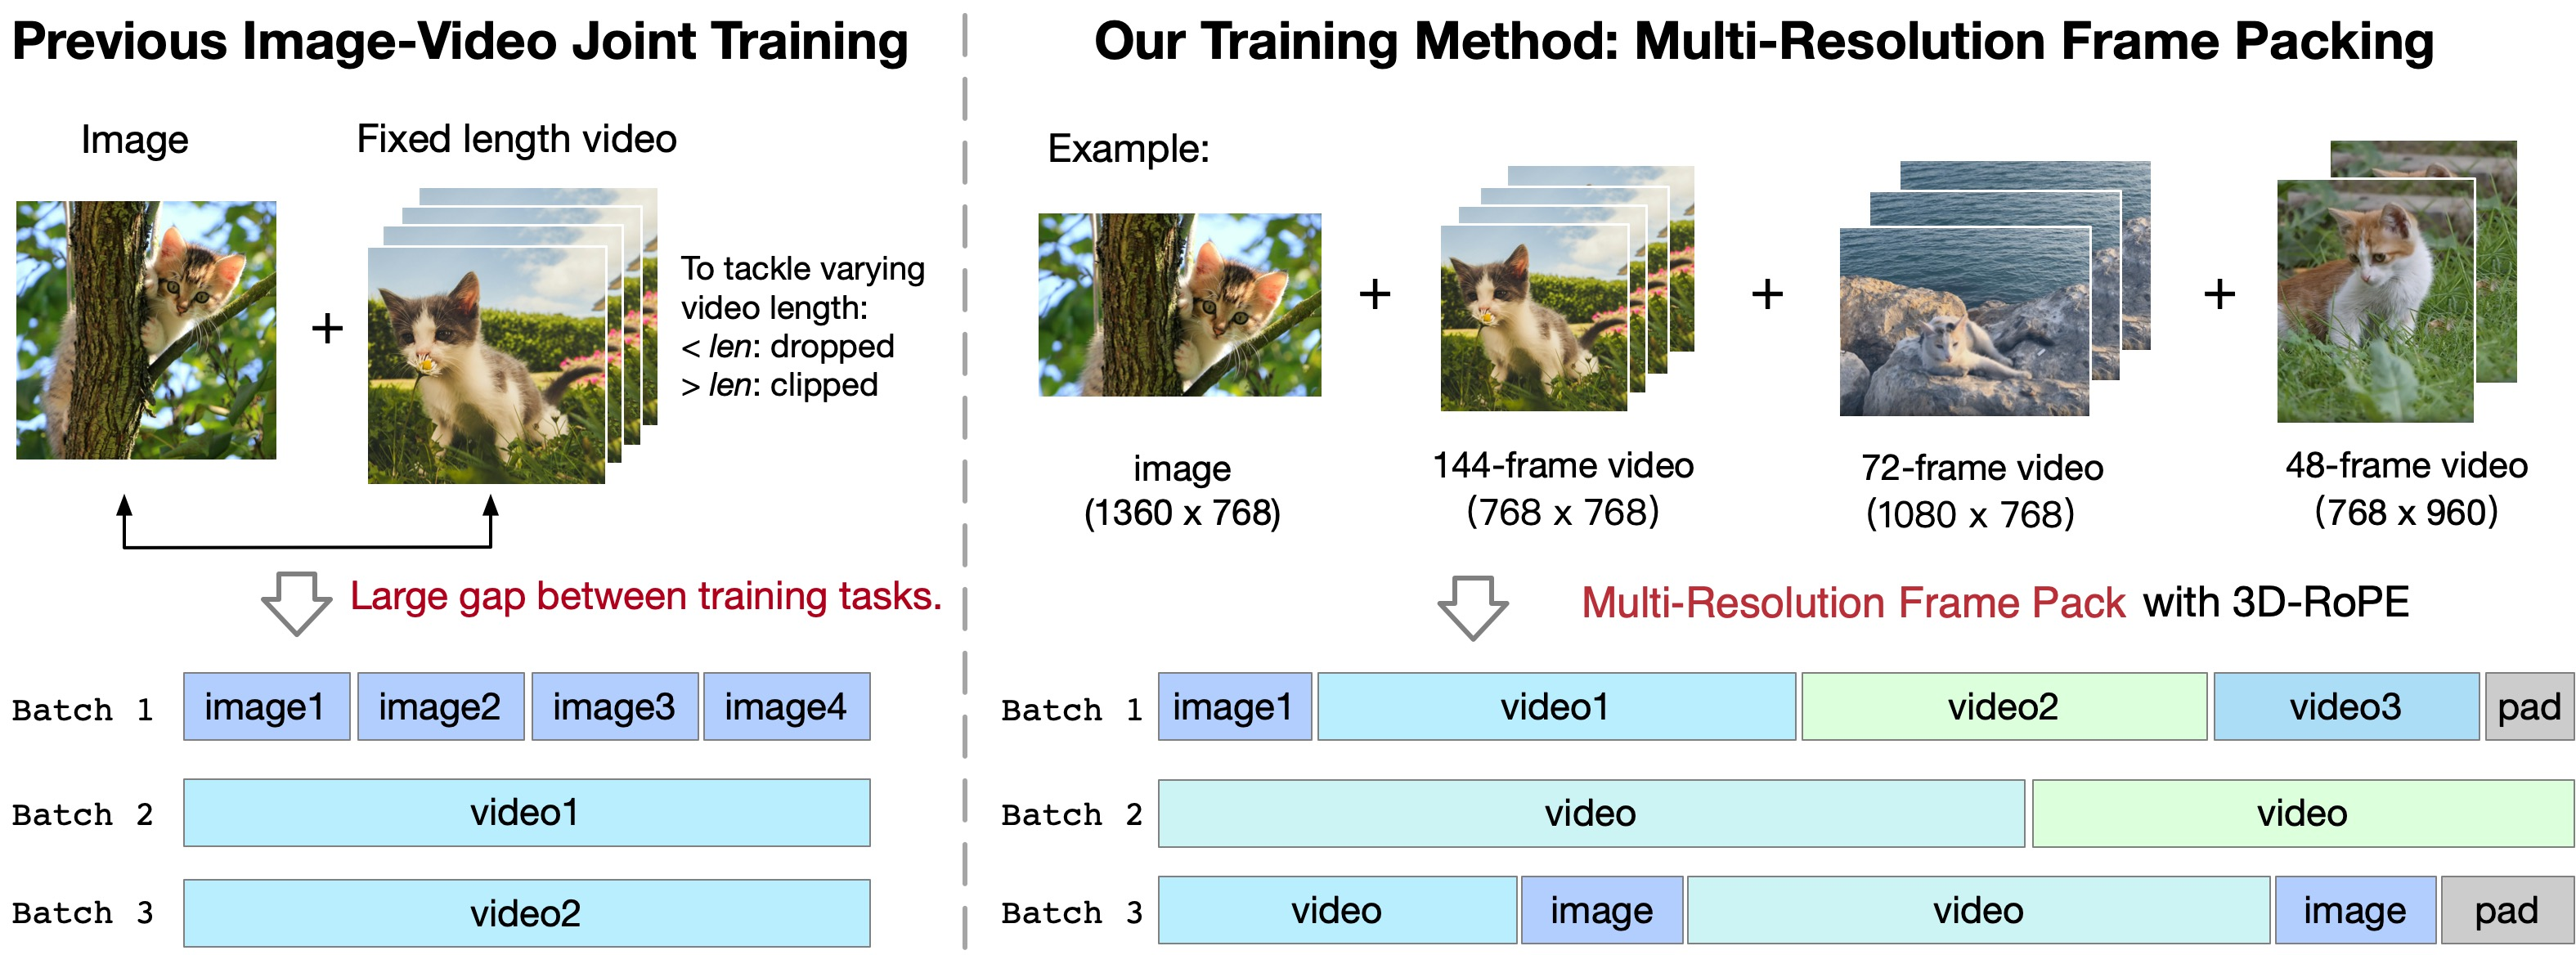 Previous Image-Video Joint Training
Image
Fixed length video
+
To tackle varying
video length:
< len: dropped
> len: clipped
Large gap between training tasks.
Batch 1
image1
image2
image3
image4
Batch 2
video1
Batch 3
video2
Our Training Method: Multi-Resolution Frame Packing
Example:
+
+
+
image
(1360 x 768)
144-frame video
(768 x 768)
72-frame video
(1080 x 768)
48-frame video
(768 x 960)
Multi-Resolution Frame Pack with 3D-RoPE
Batch 1
image1
video1
video2
video3
pad
Batch 2
video
video
Batch 3
video
image
video
image
pad